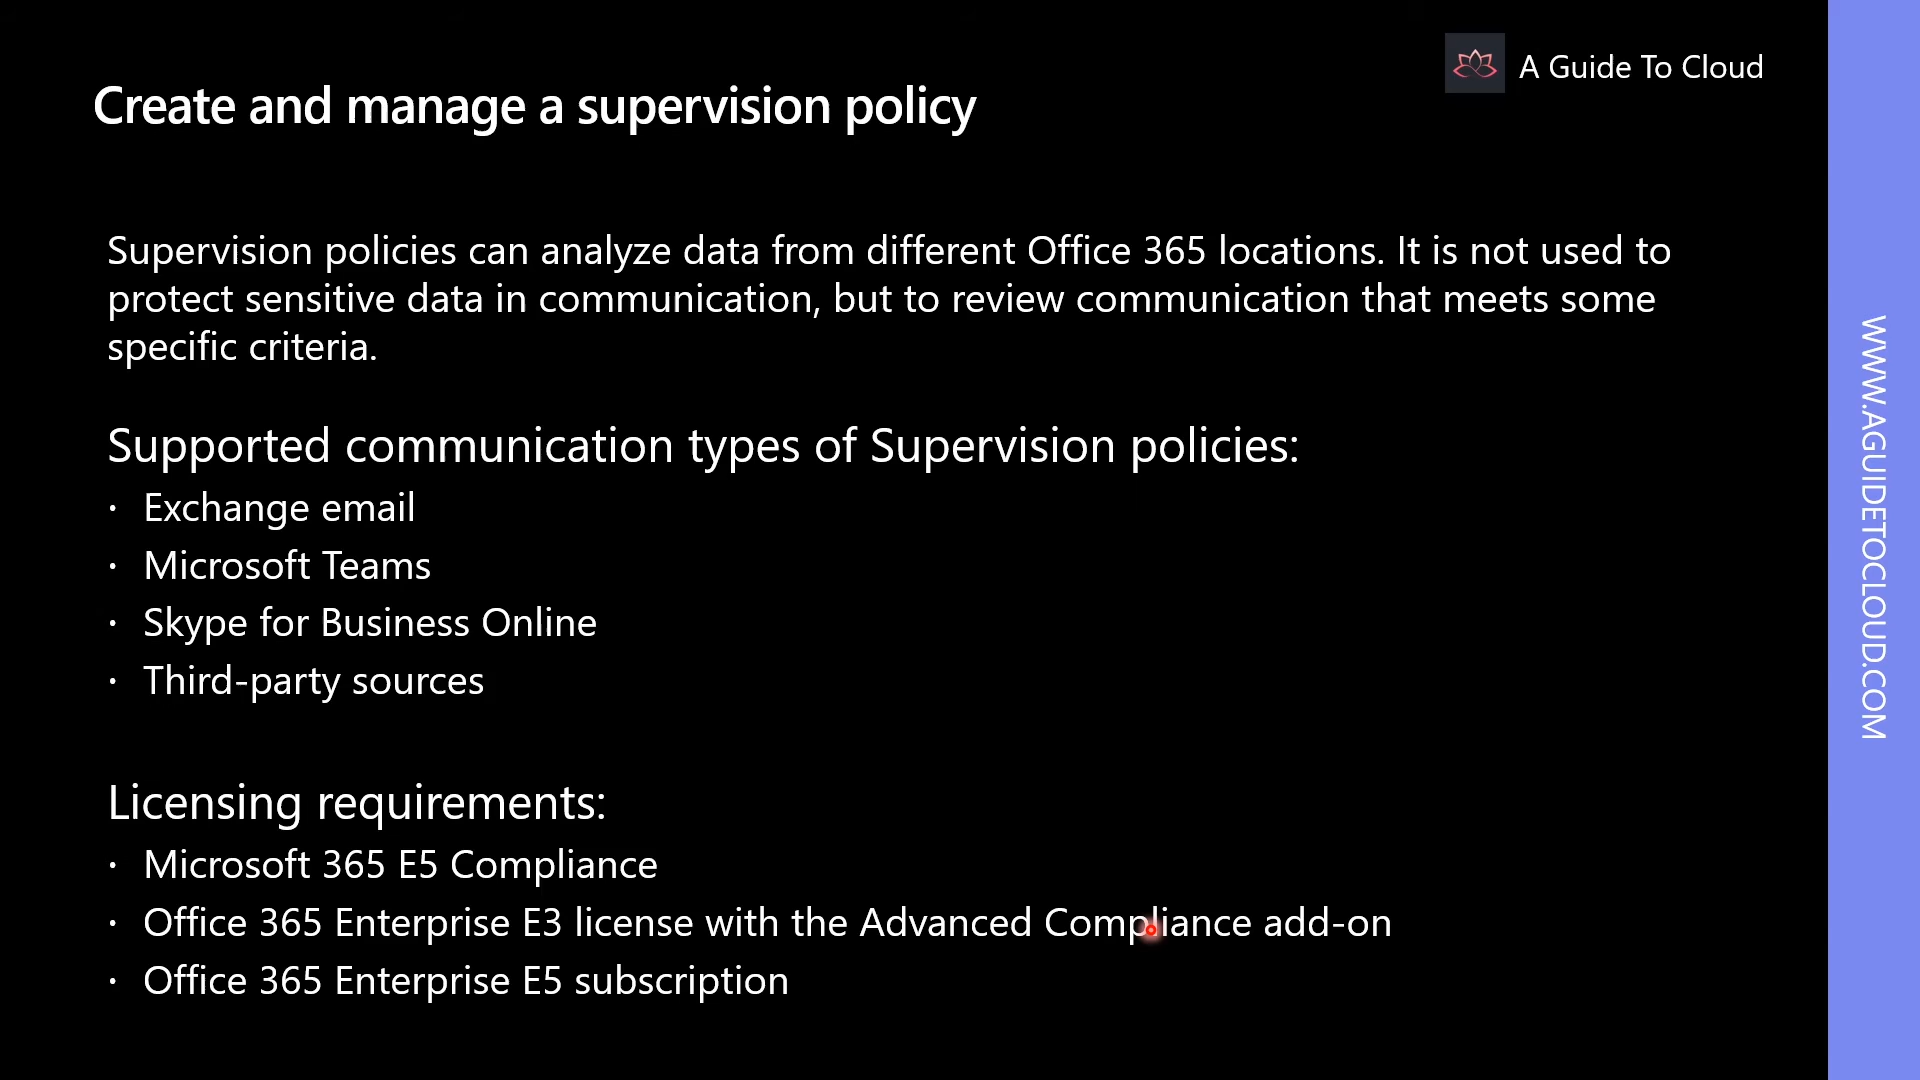 A Guide To Cloud
Create and manage a supervision policy
Supervision policies can analyze data from different Office 365 locations. It is not used to
protect sensitive data in communication, but to review communication that meets some
specific criteria.
Supported communication types of Supervision policies:
· Exchange email
· Microsoft Teams
· Skype for Business Online
· Third-party sources
Licensing requirements:
· Microsoft 365 E5 Compliance
· Office 365 Enterprise E3 license with the Advanced Compliance add-on
· Office 365 Enterprise E5 subscription
WWW.AGUIDETOCLOUD.COM